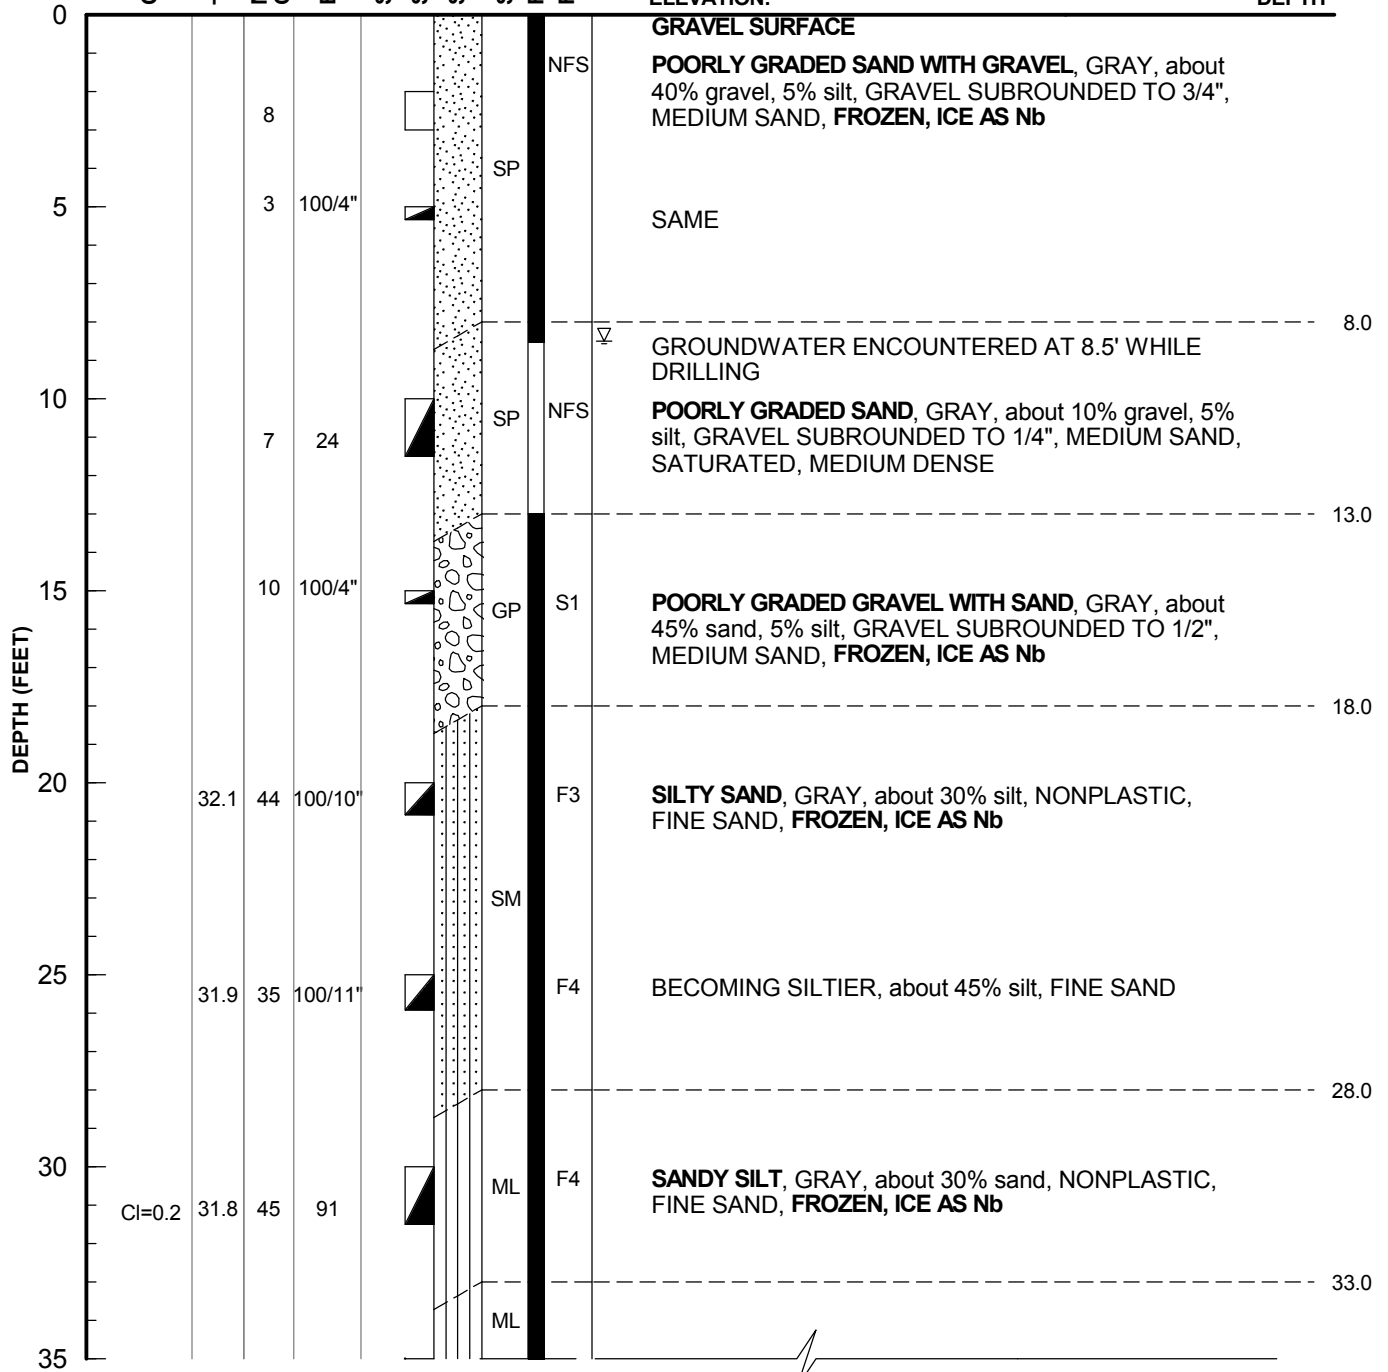 ELEVATION: DEPTH
0
GRAVEL SURFACE
NFS
POORLY GRADED SAND WITH GRAVEL, GRAY, about
40% gravel, 5% silt, GRAVEL SUBROUNDED TO 3/4",
MEDIUM SAND, FROZEN, ICE AS Nb
8
SP
5
3 100/4"
SAME
8.0
GROUNDWATER ENCOUNTERED AT 8.5' WHILE
DRILLING
10
SP NFS
POORLY GRADED SAND, GRAY, about 10% gravel, 5%
silt, GRAVEL SUBROUNDED TO 1/4", MEDIUM SAND,
SATURATED, MEDIUM DENSE
7 24
13.0
15
10 100/4"
GP S1
POORLY GRADED GRAVEL WITH SAND, GRAY, about
45% sand, 5% silt, GRAVEL SUBROUNDED TO 1/2",
MEDIUM SAND, FROZEN, ICE AS Nb
DEPTH (FEET)
18.0
20
32.1 44 100/10"
F3
SILTY SAND, GRAY, about 30% silt, NONPLASTIC,
FINE SAND, FROZEN, ICE AS Nb
SM
25
31.9 35 100/11"
F4
BECOMING SILTIER, about 45% silt, FINE SAND
28.0
30
ML F4
SANDY SILT, GRAY, about 30% sand, NONPLASTIC,
FINE SAND, FROZEN, ICE AS Nb
Cl=0.2 31.8 45 91
33.0
ML
35